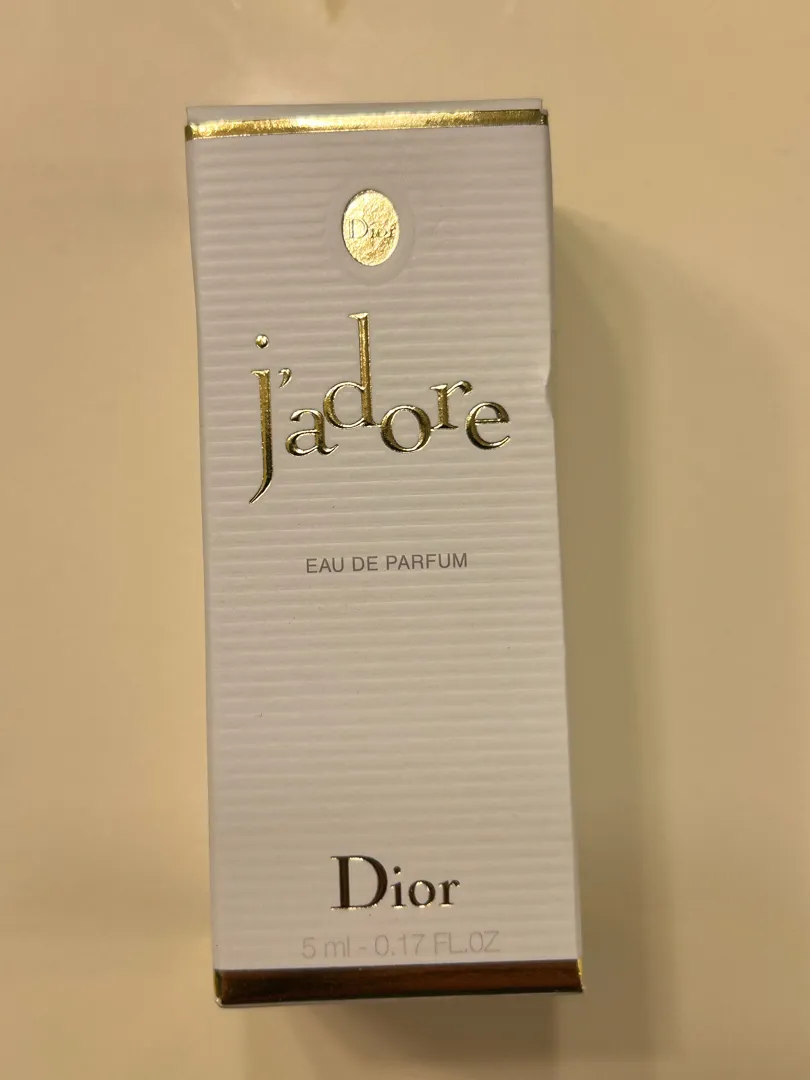 Dior
j'adore
EAU DE PARFUM
Dior
5 ml - 0.17 FL.OZ